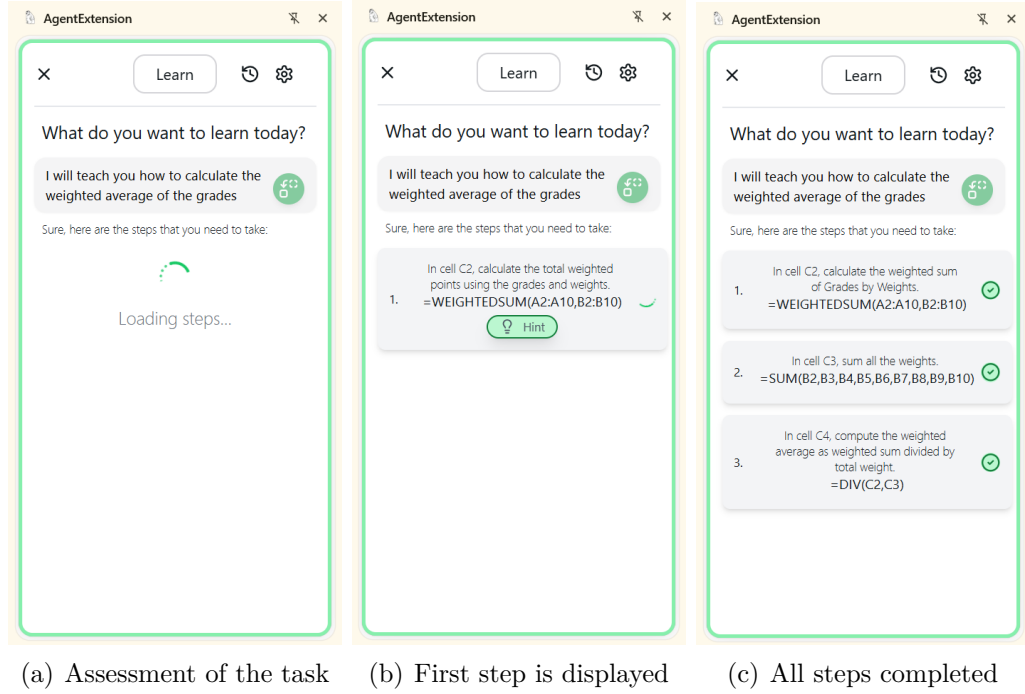 AgentExtension
Learn
What do you want to learn today?
I will teach you how to calculate the
weighted average of the grades
Sure, here are the steps that you need to take:
Loading steps...
(a) Assessment of the task
AgentExtension
Learn
What do you want to learn today?
I will teach you how to calculate the
weighted average of the grades
Sure, here are the steps that you need to take:
1.
In cell C2, calculate the total weighted
points using the grades and weights.
=WEIGHTEDSUM(A2:A10,B2:B10)
Hint
(b) First step is displayed
AgentExtension
Learn
What do you want to learn today?
I will teach you how to calculate the
weighted average of the grades
Sure, here are the steps that you need to take:
1.
In cell C2, calculate the weighted sum
of Grades by Weights.
=WEIGHTEDSUM(A2:A10,B2:B10)
2.
In cell C3, sum all the weights.
=SUM(B2,B3,B4,B5,B6,B7,B8,B9,B10)
3.
In cell C4, compute the weighted
average as weighted sum divided by
total weight.
=DIV(C2,C3)
(c) All steps completed